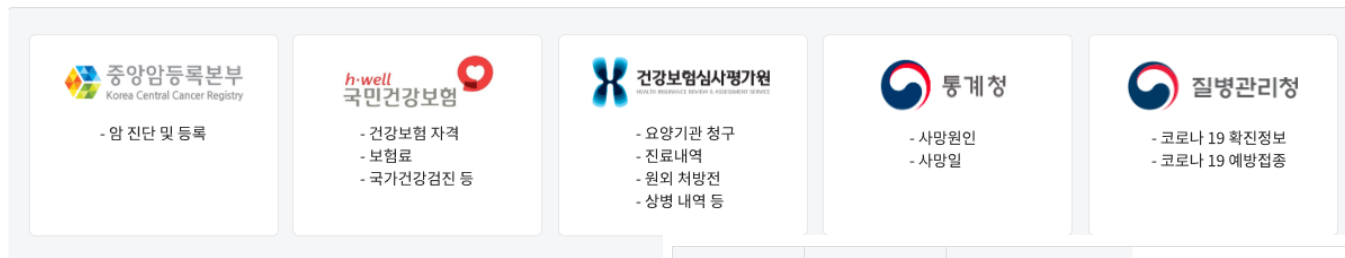 중앙암등록본부
Korea Central Cancer Registry
- 암 진단 및 등록
h·well
국민건강보험
- 건강보험 자격
- 보험료
- 국가건강검진 등
건강보험심사평가원
HEALTH INSURANCE REVIEW & ASSESSMENT SERVICE
- 요양기관 청구
- 진료내역
- 원외 처방전
- 상병 내역 등
통계청
- 사망원인
- 사망일
질병관리청
- 코로나 19 확진정보
- 코로나 19 예방접종